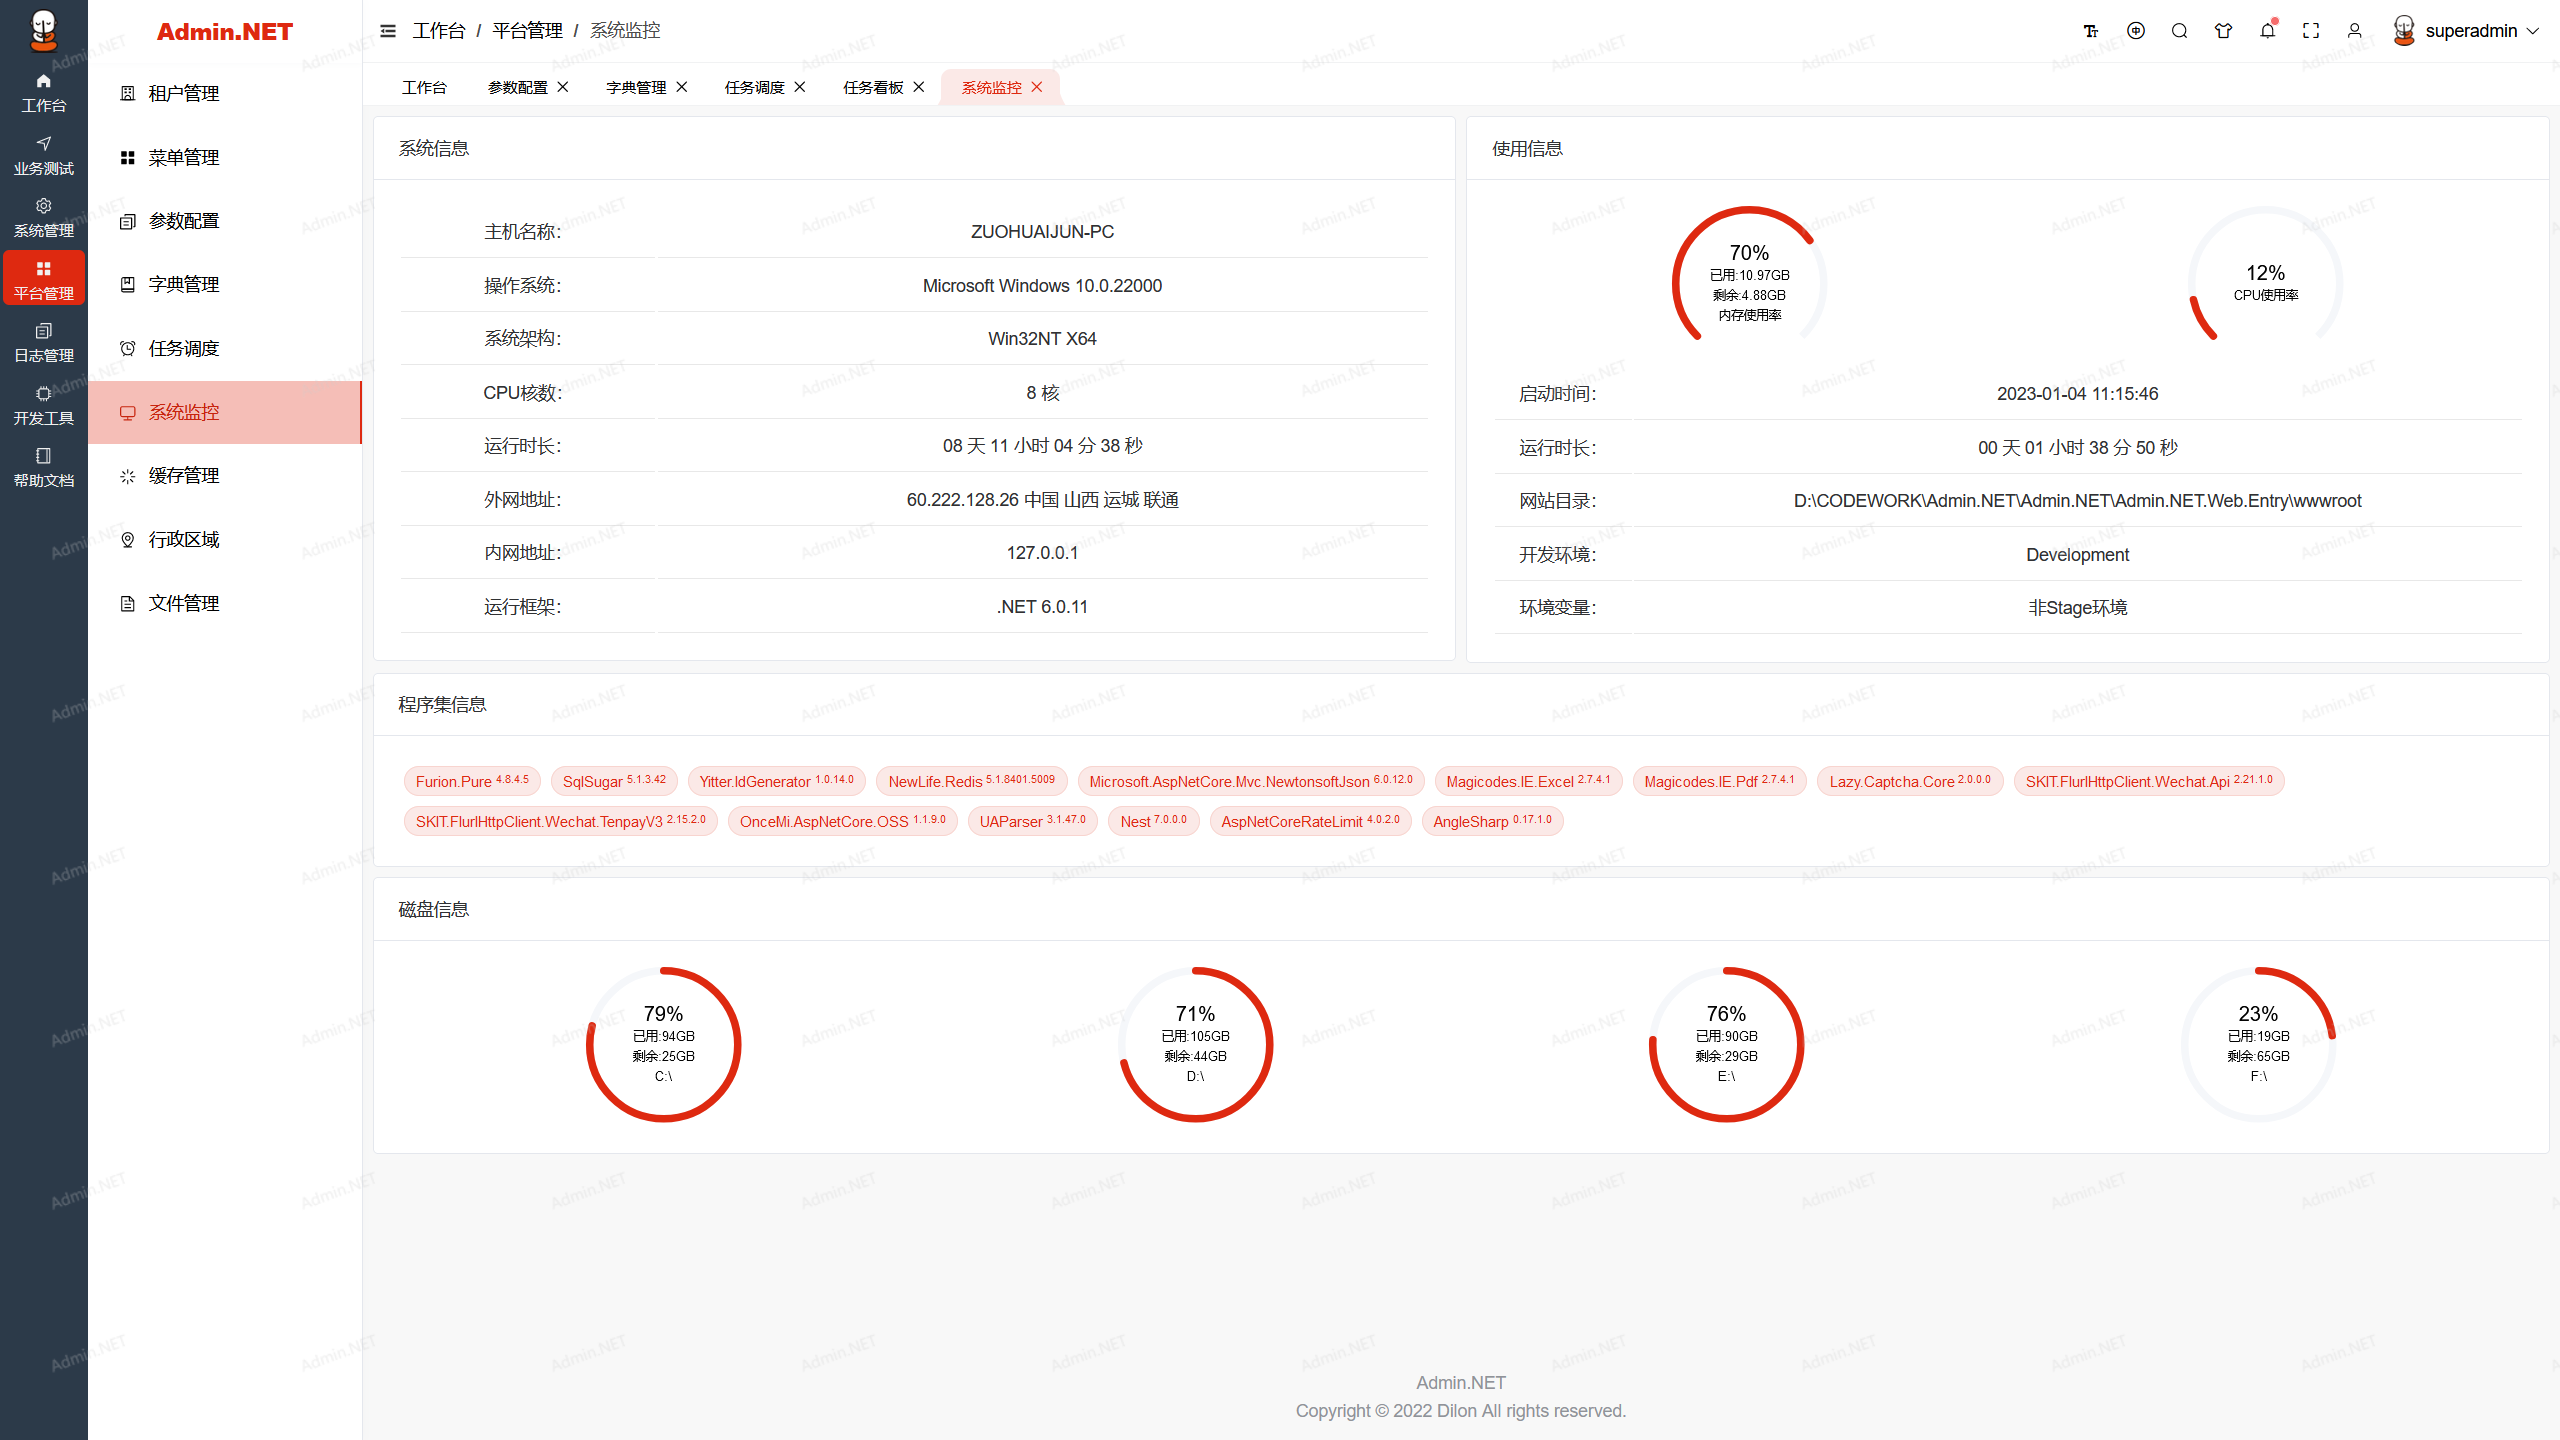 工作台
业务测试
系统管理
平台管理
日志管理
开发工具
帮助文档
Admin.NET
租户管理
菜单管理
参数配置
字典管理
任务调度
系统监控
缓存管理
行政区域
文件管理
工作台 / 平台管理 / 系统监控
superadmin
工作台 参数配置 字典管理 任务调度 任务看板 系统监控
系统信息
主机名称: ZUOHUAIJUN-PC
操作系统: Microsoft Windows 10.0.22000
系统架构: Win32NT X64
CPU核数: 8 核
运行时长: 08 天 11 小时 04 分 38 秒
外网地址: 60.222.128.26 中国 山西 运城 联通
内网地址: 127.0.0.1
运行框架: .NET 6.0.11
使用信息
70%
已用:10.97GB
剩余:4.88GB
内存使用率
12%
CPU使用率
启动时间: 2023-01-04 11:15:46
运行时长: 00 天 01 小时 38 分 50 秒
网站目录: D:\CODEWORK\Admin.NET\Admin.NET\Admin.NET.Web.Entry\wwwroot
开发环境: Development
环境变量: 非Stage环境
程序集信息
Furion.Pure 4.8.4.5 SqlSugar 5.1.3.42 Yitter.IdGenerator 1.0.14.0 NewLife.Redis 5.1.8401.5009 Microsoft.AspNetCore.Mvc.NewtonsoftJson 6.0.12.0 Magicodes.IE.Excel 2.7.4.1 Magicodes.IE.Pdf 2.7.4.1 Lazy.Captcha.Core 2.0.0.0 SKIT.FlurlHttpClient.Wechat.Api 2.21.1.0
SKIT.FlurlHttpClient.Wechat.TenpayV3 2.15.2.0 OnceMi.AspNetCore.OSS 1.1.9.0 UAParser 3.1.47.0 Nest 7.0.0.0 AspNetCoreRateLimit 4.0.2.0 AngleSharp 0.17.1.0
磁盘信息
79%
已用:94GB
剩余:25GB
C:\
71%
已用:105GB
剩余:44GB
D:\
76%
已用:90GB
剩余:29GB
E:\
23%
已用:19GB
剩余:65GB
F:\
Admin.NET
Copyright © 2022 Dilon All rights reserved.